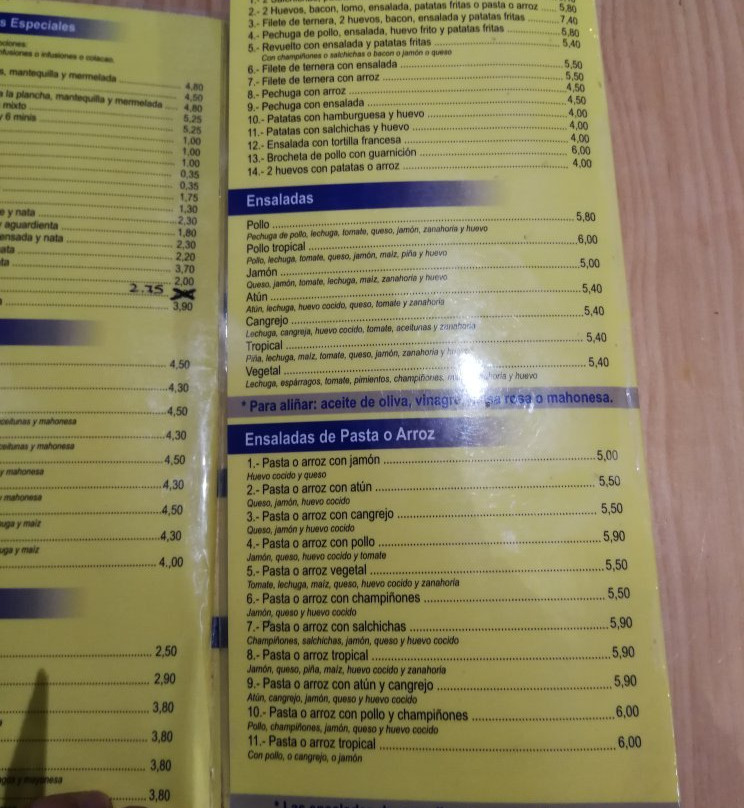 s Especiales
infusiones o infusiones o colacao.
s, mantequilla y mermelada
4,80
a la plancha, mantequilla y mermelada 4,50
mixto 4,80
y 6 minis 5,25
5,25
1,00
1,00
1,00
0,35
0,35
1,75
1,30
e y nata 2,30
aguardienta 1,80
ensada y nata 2,30
ata 2,20
ta 3,70
2,00
2.75
3,90
4,50
4,30
4,50
aceitunas y mahonesa
4,30
aceitunas y mahonesa
4,50
y mahonesa
4,30
mahonesa
4,50
uga y maíz
4,30
uga y maíz
4.,00
2,50
2,90
3,80
3,80
3,80
3,80
2.- 2 Huevos, bacon, lomo, ensalada, patatas fritas o pasta o arroz 5,80
3.- Filete de ternera, 2 huevos, bacon, ensalada y patatas fritas 7,40
4.- Pechuga de pollo, ensalada, huevo frito y patatas fritas 5,80
5.- Revuelto con ensalada y patatas fritas 5,40
Con champiñones o salchichas o bacon o jamón o queso
6.- Filete de ternera con ensalada 5,50
7.- Filete de ternera con arroz 5,50
8.- Pechuga con arroz 4,50
9.- Pechuga con ensalada 4,50
10.- Patatas con hamburguesa y huevo 4,00
11.- Patatas con salchichas y huevo 4,00
12.- Ensalada con tortilla francesa 4,00
13.- Brocheta de pollo con guarnición 6,00
14.- 2 huevos con patatas o arroz 4,00
Ensaladas
Pollo 5,80
Pechuga de pollo, lechuga, tomate, queso, jamón, zanahoria y huevo
Pollo tropical 6,00
Pollo, lechuga, tomate, queso, jamón, maíz, piña y huevo
Jamón 5,00
Queso, jamón, tomate, lechuga, maíz, zanahoria y huevo
Atún 5,40
Atún, lechuga, huevo cocido, queso, tomate y zanahoria
Cangrejo 5,40
Lechuga, cangreja, huevo cocido, tomate, aceitunas y zanahoria
Tropical 5,40
Piña, lechuga, maíz, tomate, queso, jamón, zanahoria y
Vegetal 5,40
Lechuga, espárragos, tomate, pimientos, champiñones, y huevo
* Para aliñar: aceite de oliva, vinagre, salsa rosa o mahonesa.
Ensaladas de Pasta o Arroz
1.- Pasta o arroz con jamón 5,00
Huevo cocido y queso
2.- Pasta o arroz con atún 5,50
Queso, jamón, huevo cocido
3.- Pasta o arroz con cangrejo 5,50
Queso, jamón y huevo cocido
4.- Pasta o arroz con pollo 5,90
Jamón, queso, huevo cocido y tomate
5.- Pasta o arroz vegetal 5,50
Tomate, lechuga, maíz, queso, huevo cocido y zanahoria
6.- Pasta o arroz con champiñones 5,50
Jamón, queso y huevo cocido
7.- Pasta o arroz con salchichas 5,90
Champiñones, salchichas, jamón, queso y huevo cocido
8.- Pasta o arroz tropical 5,90
Jamón, queso, piña, maíz, huevo cocido y zanahoria
9.- Pasta o arroz con atún y cangrejo 5,90
Atún, cangrejo, jamón, queso y huevo cocido
10.- Pasta o arroz con pollo y champiñones 6,00
Pollo, champiñones, jamón, queso y huevo cocido
11.- Pasta o arroz tropical 6,00
Con pollo, o cangrejo, o jamón